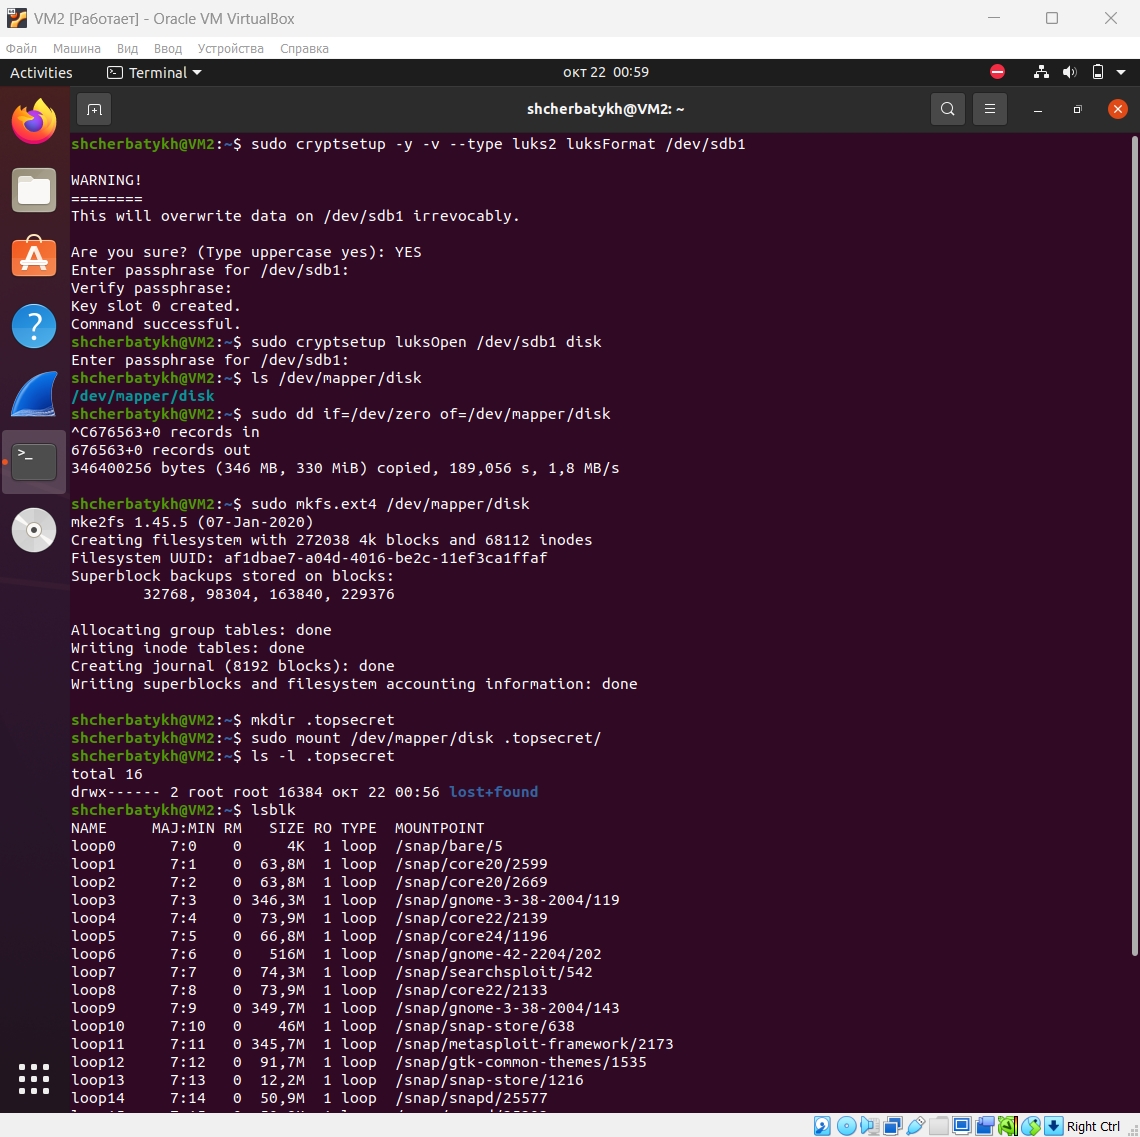 VM2 [Работает] - Oracle VM VirtualBox
Файл Машина Вид Ввод Устройства Справка
Activities Terminal окт 22 00:59
shcherbatykh@VM2: ~
shcherbatykh@VM2:~$ sudo cryptsetup -y -v --type luks2 luksFormat /dev/sdb1
WARNING!
========
This will overwrite data on /dev/sdb1 irrevocably.
Are you sure? (Type uppercase yes): YES
Enter passphrase for /dev/sdb1:
Verify passphrase:
Key slot 0 created.
Command successful.
shcherbatykh@VM2:~$ sudo cryptsetup luksOpen /dev/sdb1 disk
Enter passphrase for /dev/sdb1:
shcherbatykh@VM2:~$ ls /dev/mapper/disk
/dev/mapper/disk
shcherbatykh@VM2:~$ sudo dd if=/dev/zero of=/dev/mapper/disk
^C676563+0 records in
676563+0 records out
346400256 bytes (346 MB, 330 MiB) copied, 189,056 s, 1,8 MB/s
shcherbatykh@VM2:~$ sudo mkfs.ext4 /dev/mapper/disk
mke2fs 1.45.5 (07-Jan-2020)
Creating filesystem with 272038 4k blocks and 68112 inodes
Filesystem UUID: af1dbae7-a04d-4016-be2c-11ef3ca1ffaf
Superblock backups stored on blocks:
32768, 98304, 163840, 229376
Allocating group tables: done
Writing inode tables: done
Creating journal (8192 blocks): done
Writing superblocks and filesystem accounting information: done
shcherbatykh@VM2:~$ mkdir .topsecret
shcherbatykh@VM2:~$ sudo mount /dev/mapper/disk .topsecret/
shcherbatykh@VM2:~$ ls -l .topsecret
total 16
drwx------ 2 root root 16384 окт 22 00:56 lost+found
shcherbatykh@VM2:~$ lsblk
NAME MAJ:MIN RM SIZE RO TYPE MOUNTPOINT
loop0 7:0 0 4K 1 loop /snap/bare/5
loop1 7:1 0 63,8M 1 loop /snap/core20/2599
loop2 7:2 0 63,8M 1 loop /snap/core20/2669
loop3 7:3 0 346,3M 1 loop /snap/gnome-3-38-2004/119
loop4 7:4 0 73,9M 1 loop /snap/core22/2139
loop5 7:5 0 66,8M 1 loop /snap/core24/1196
loop6 7:6 0 516M 1 loop /snap/gnome-42-2204/202
loop7 7:7 0 74,3M 1 loop /snap/searchsploit/542
loop8 7:8 0 73,9M 1 loop /snap/core22/2133
loop9 7:9 0 349,7M 1 loop /snap/gnome-3-38-2004/143
loop10 7:10 0 46M 1 loop /snap/snap-store/638
loop11 7:11 0 345,7M 1 loop /snap/metasploit-framework/2173
loop12 7:12 0 91,7M 1 loop /snap/gtk-common-themes/1535
loop13 7:13 0 12,2M 1 loop /snap/snap-store/1216
loop14 7:14 0 50,9M 1 loop /snap/snapd/25577
Right Ctrl